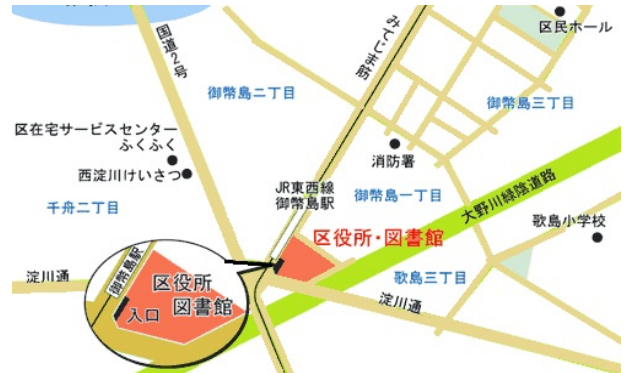 区民ホール
国道2号
みてじま筋
御幣島二丁目
御幣島三丁目
区在宅サービスセンター
ふくふく
消防署
西淀川けいさつ
JR東西線
御幣島駅
御幣島一丁目
大野川緑陰道路
千舟二丁目
歌島小学校
区役所・図書館
御幣島駅
淀川通
区役所
図書館
歌島三丁目
淀川通
入口